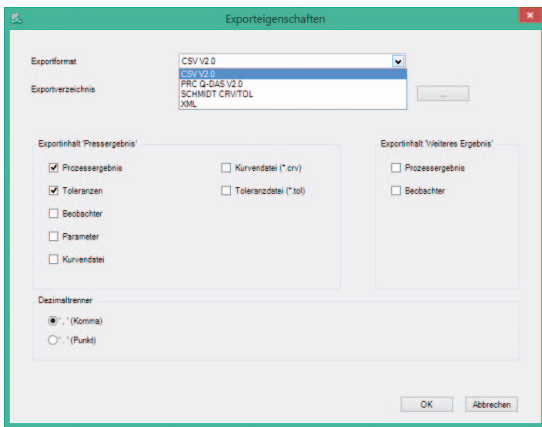 Exporteigenschaften
Exportformat
CSV V2.0
CSV V2.0
PRC Q-DAS V2.0
SCHMIDT CRV/TOL
XML
Exportverzeichnis
...
Exportinhalt 'Pressergebnis'
Prozessergebnis
Kurvendatei (*.crv)
Toleranzen
Toleranzdatei (*.tol)
Beobachter
Parameter
Kurvendatei
Exportinhalt 'Weiteres Ergebnis'
Prozessergebnis
Beobachter
Dezimaltrenner
' , ' (Komma)
' . ' (Punkt)
OK
Abbrechen